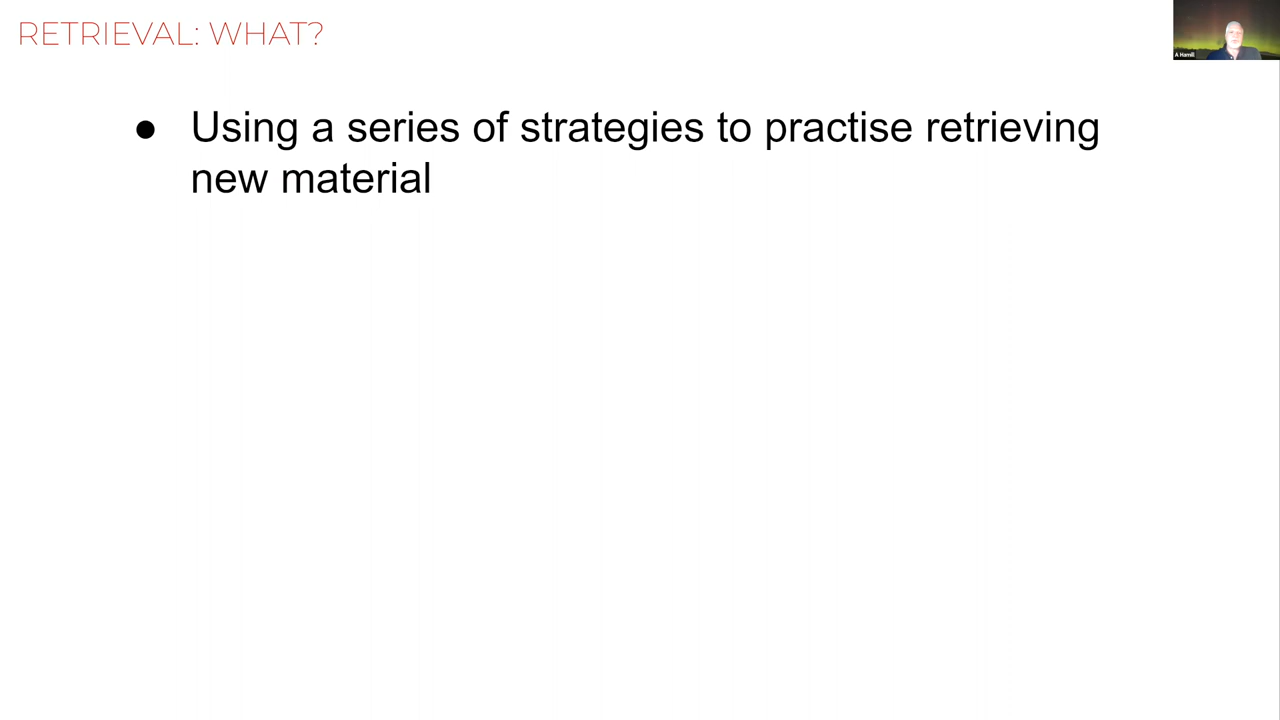 RETRIEVAL: WHAT?
A Hamill
● Using a series of strategies to practise retrieving
new material